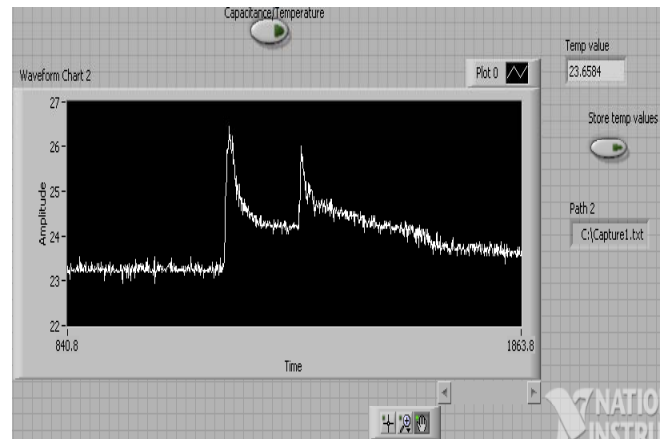 Capacitance/Temperature
Temp value
23.6584
Waveform Chart 2
Plot 0
Store temp values
27
26
25
24
23
22
Amplitude
840.8
1863.8
Time
Path 2
C:\Capture1.txt
NATIO
INSTRU